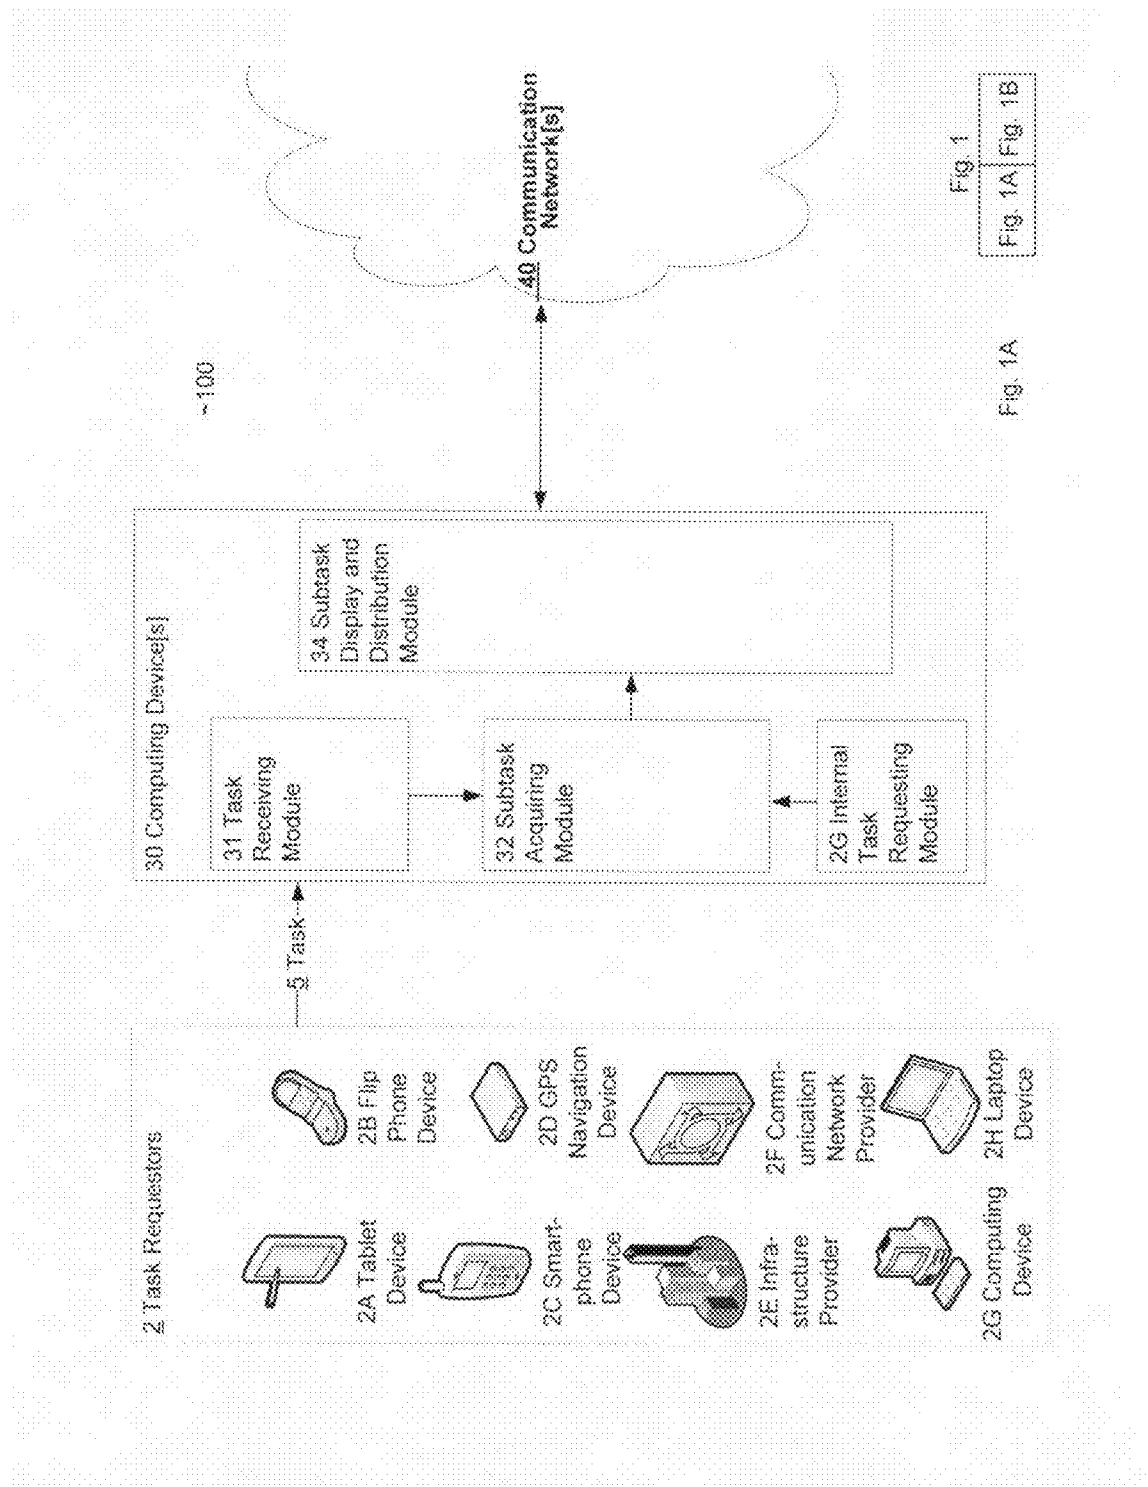 ~100
2 Task Requestors
2A Tablet
Device
2B Flip
Phone
Device
2C Smart-
phone
Device
2D GPS
Navigation
Device
2E Infra-
structure
Provider
2F Comm-
unication
Network
Provider
2G Computing
Device
2H Laptop
Device
5 Task
30 Computing Device[s]
31 Task
Receiving
Module
32 Subtask
Acquiring
Module
2G Internal
Task
Requesting
Module
34 Subtask
Display and
Distribution
Module
40 Communication
Network[s]
Fig. 1A
Fig. 1
Fig. 1A
Fig. 1B